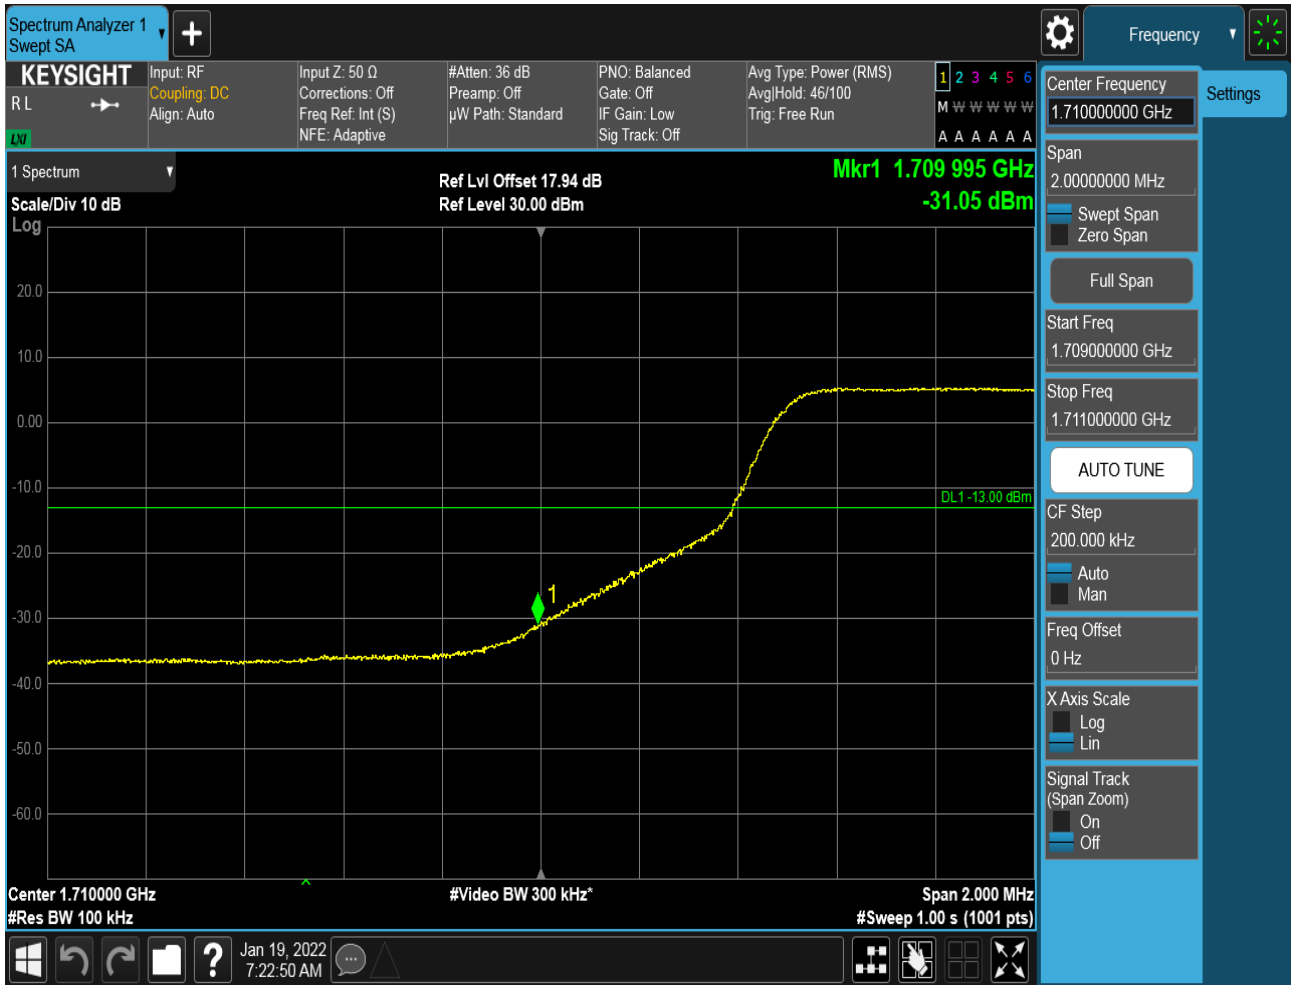 Spectrum Analyzer 1
Swept SA
Frequency
KEYSIGHT
R L
LXI
Input: RF
Coupling: DC
Align: Auto
Input Z: 50 Ω
Corrections: Off
Freq Ref: Int (S)
NFE: Adaptive
#Atten: 36 dB
Preamp: Off
µW Path: Standard
PNO: Balanced
Gate: Off
IF Gain: Low
Sig Track: Off
Avg Type: Power (RMS)
Avg|Hold: 46/100
Trig: Free Run
1 2 3 4 5 6
M W W W W W
A A A A A A
Center Frequency
1.710000000 GHz
Settings
1 Spectrum
Scale/Div 10 dB
Log
Ref Lvl Offset 17.94 dB
Ref Level 30.00 dBm
Mkr1 1.709 995 GHz
-31.05 dBm
Span
2.00000000 MHz
Swept Span
Zero Span
Full Span
Start Freq
1.709000000 GHz
Stop Freq
1.711000000 GHz
AUTO TUNE
CF Step
200.000 kHz
Auto
Man
Freq Offset
0 Hz
X Axis Scale
Log
Lin
Signal Track
(Span Zoom)
On
Off
20.0
10.0
0.00
-10.0
DL1 -13.00 dBm
-20.0
1
-30.0
-40.0
-50.0
-60.0
Center 1.710000 GHz
#Video BW 300 kHz*
Span 2.000 MHz
#Res BW 100 kHz
#Sweep 1.00 s (1001 pts)
?
Jan 19, 2022
7:22:50 AM